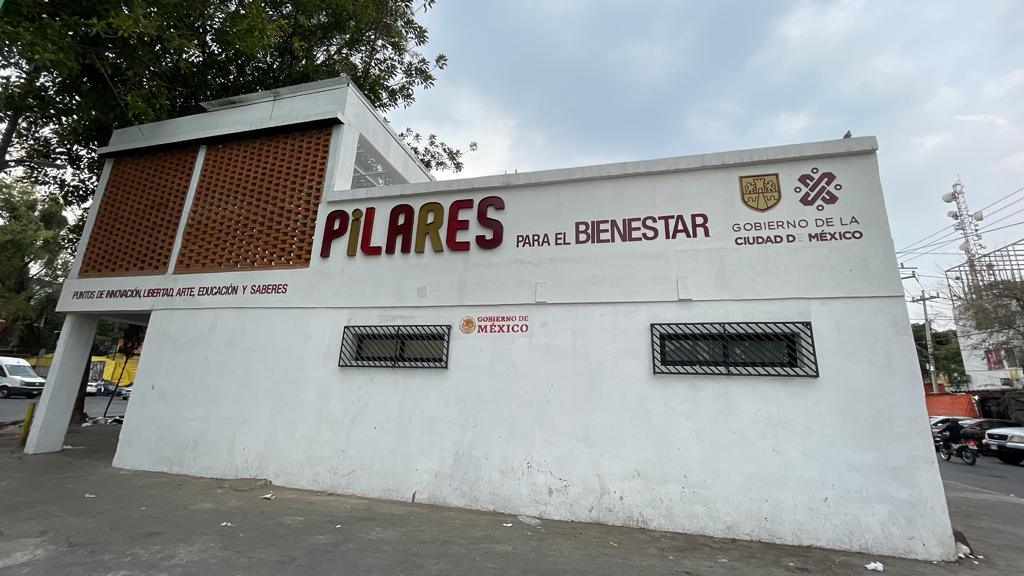 PiLARES PARA EL BIENESTAR
GOBIERNO DE LA
CIUDAD DE MÉXICO
PUNTOS DE INNOVACIÓN, LIBERTAD, ARTE, EDUCACIÓN Y SABERES
GOBIERNO DE
MÉXICO